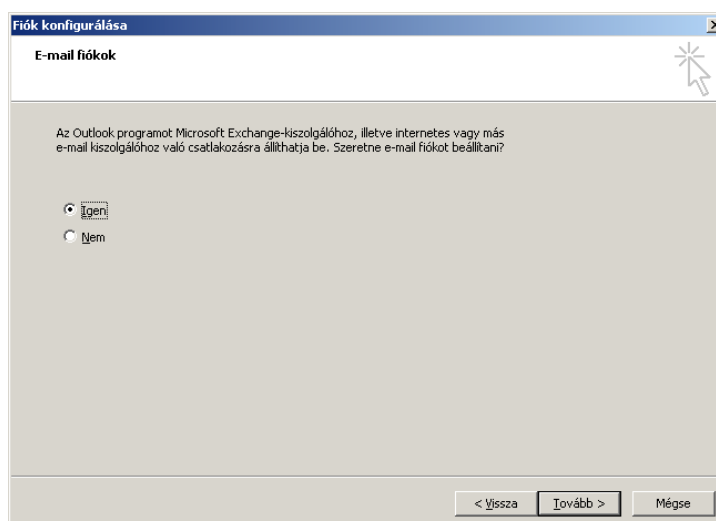 Fiók konfigurálása
E-mail fiókok
Az Outlook programot Microsoft Exchange-kiszolgálóhoz, illetve internetes vagy más
e-mail kiszolgálóhoz való csatlakozásra állíthatja be. Szeretne e-mail fiókot beállítani?
Igen
Nem
< Vissza
Tovább >
Mégse